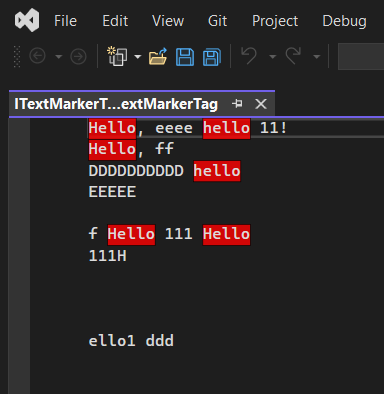 File Edit View Git Project Debug
ITextMarkerT...extMarkerTag
Hello, eeee hello 11!
Hello, ff
DDDDDDDDDD hello
EEEEE
f Hello 111 Hello
111H
ello1 ddd